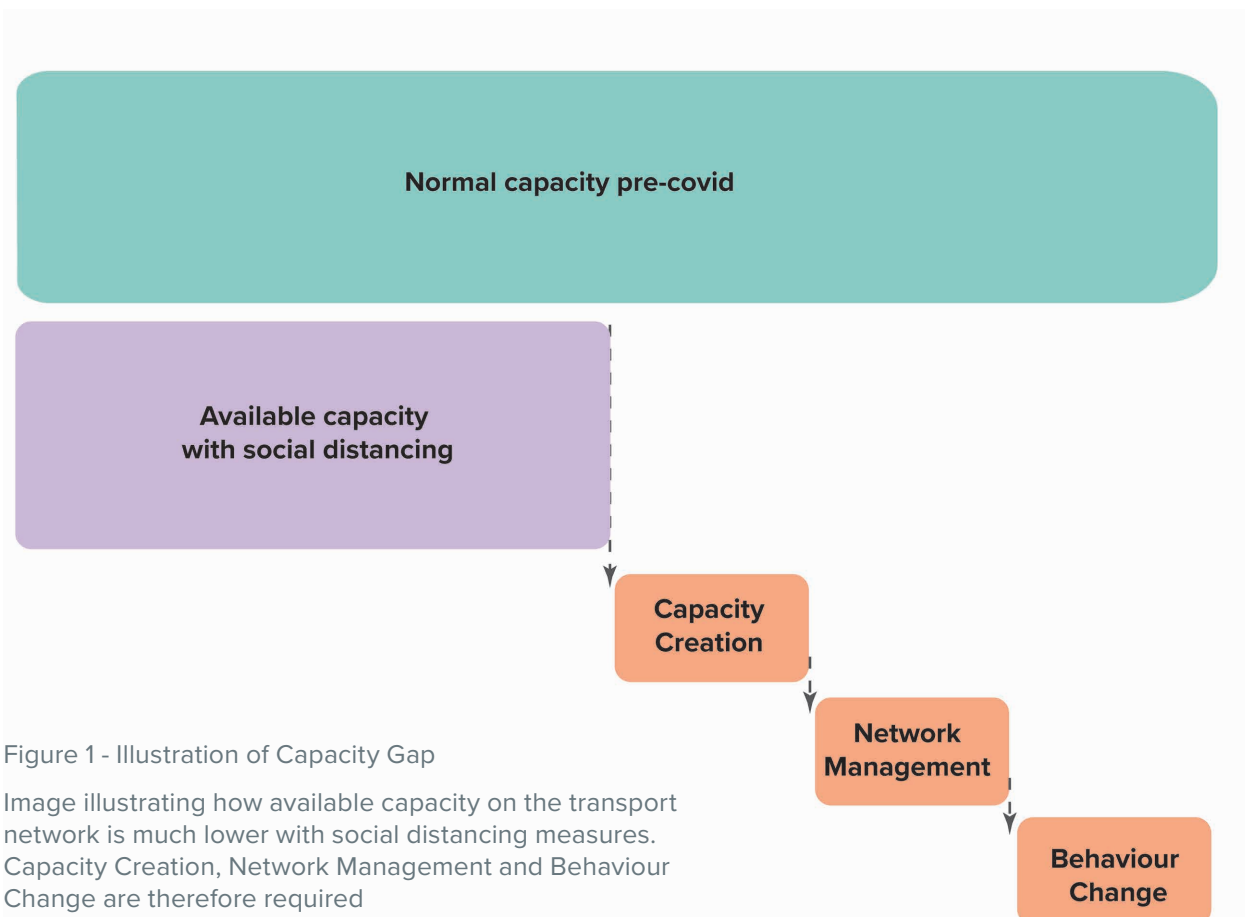 Normal capacity pre-covid
Available capacity
with social distancing
Capacity
Creation
Network
Management
Behaviour
Change
Figure 1 - Illustration of Capacity Gap
Image illustrating how available capacity on the transport
network is much lower with social distancing measures.
Capacity Creation, Network Management and Behaviour
Change are therefore required